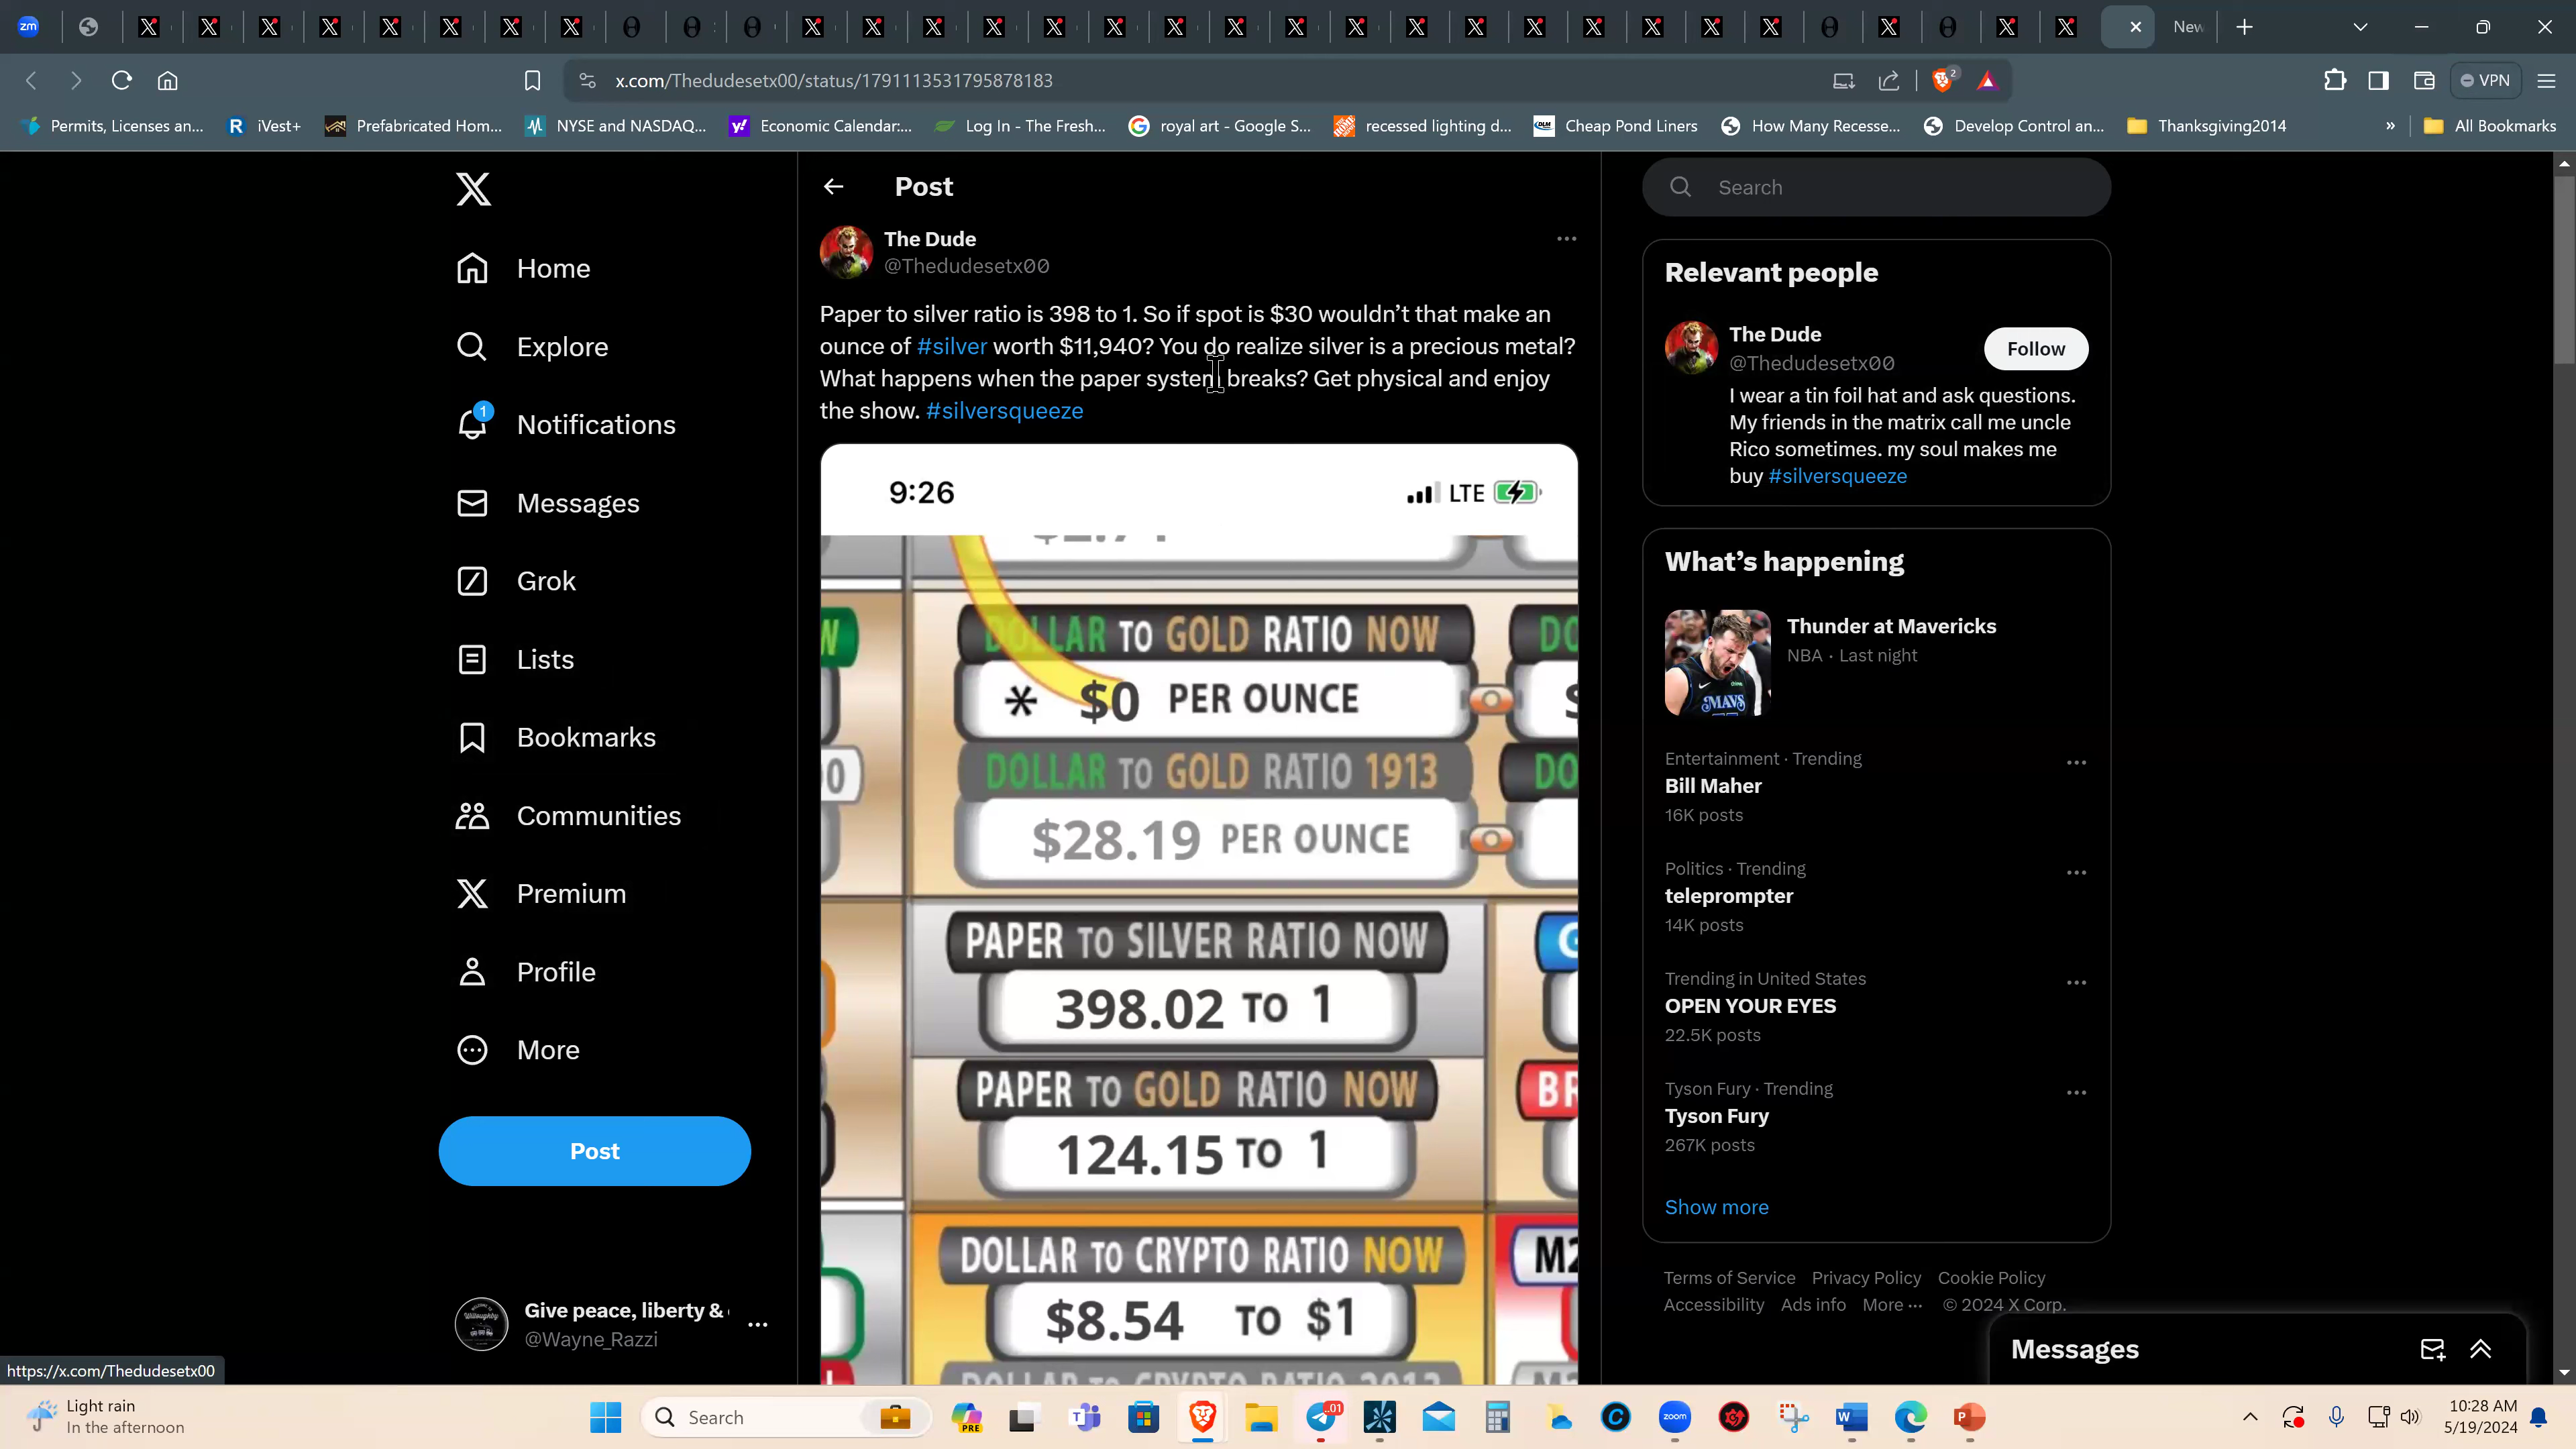 zm
New
x.com/Thedudesetx00/status/1791113531795878183
2
VPN
Permits, Licenses an...
R
iVest+
Prefabricated Hom...
NYSE and NASDAQ...
Economic Calendar:...
Log In - The Fresh...
royal art - Google S...
recessed lighting d...
Cheap Pond Liners
How Many Recesse...
Develop Control an...
Thanksgiving2014
»
All Bookmarks
Home
Explore
1
Notifications
Messages
Grok
Lists
Bookmarks
Communities
Premium
Profile
More
Post
Give peace, liberty &
@Wayne_Razzi
https://x.com/Thedudesetx00
Post
The Dude
@Thedudesetx00
Paper to silver ratio is 398 to 1. So if spot is $30 wouldn’t that make an
ounce of #silver worth $11,940? You do realize silver is a precious metal?
What happens when the paper system breaks? Get physical and enjoy
the show. #silversqueeze
9:26
LTE
DOLLAR TO GOLD RATIO NOW
* $0 PER OUNCE
DOLLAR TO GOLD RATIO 1913
$28.19 PER OUNCE
PAPER TO SILVER RATIO NOW
398.02 TO 1
PAPER TO GOLD RATIO NOW
124.15 TO 1
DOLLAR TO CRYPTO RATIO NOW
$8.54 TO $1
Search
Relevant people
The Dude
@Thedudesetx00
Follow
I wear a tin foil hat and ask questions.
My friends in the matrix call me uncle
Rico sometimes. my soul makes me
buy #silversqueeze
What’s happening
MAVS
Thunder at Mavericks
NBA · Last night
Entertainment · Trending
Bill Maher
16K posts
Politics · Trending
teleprompter
14K posts
Trending in United States
OPEN YOUR EYES
22.5K posts
Tyson Fury · Trending
Tyson Fury
267K posts
Show more
Terms of Service Privacy Policy Cookie Policy
Accessibility Ads info More ··· © 2024 X Corp.
Messages
Light rain
In the afternoon
Search
PRE
zoom
10:28 AM
5/19/2024